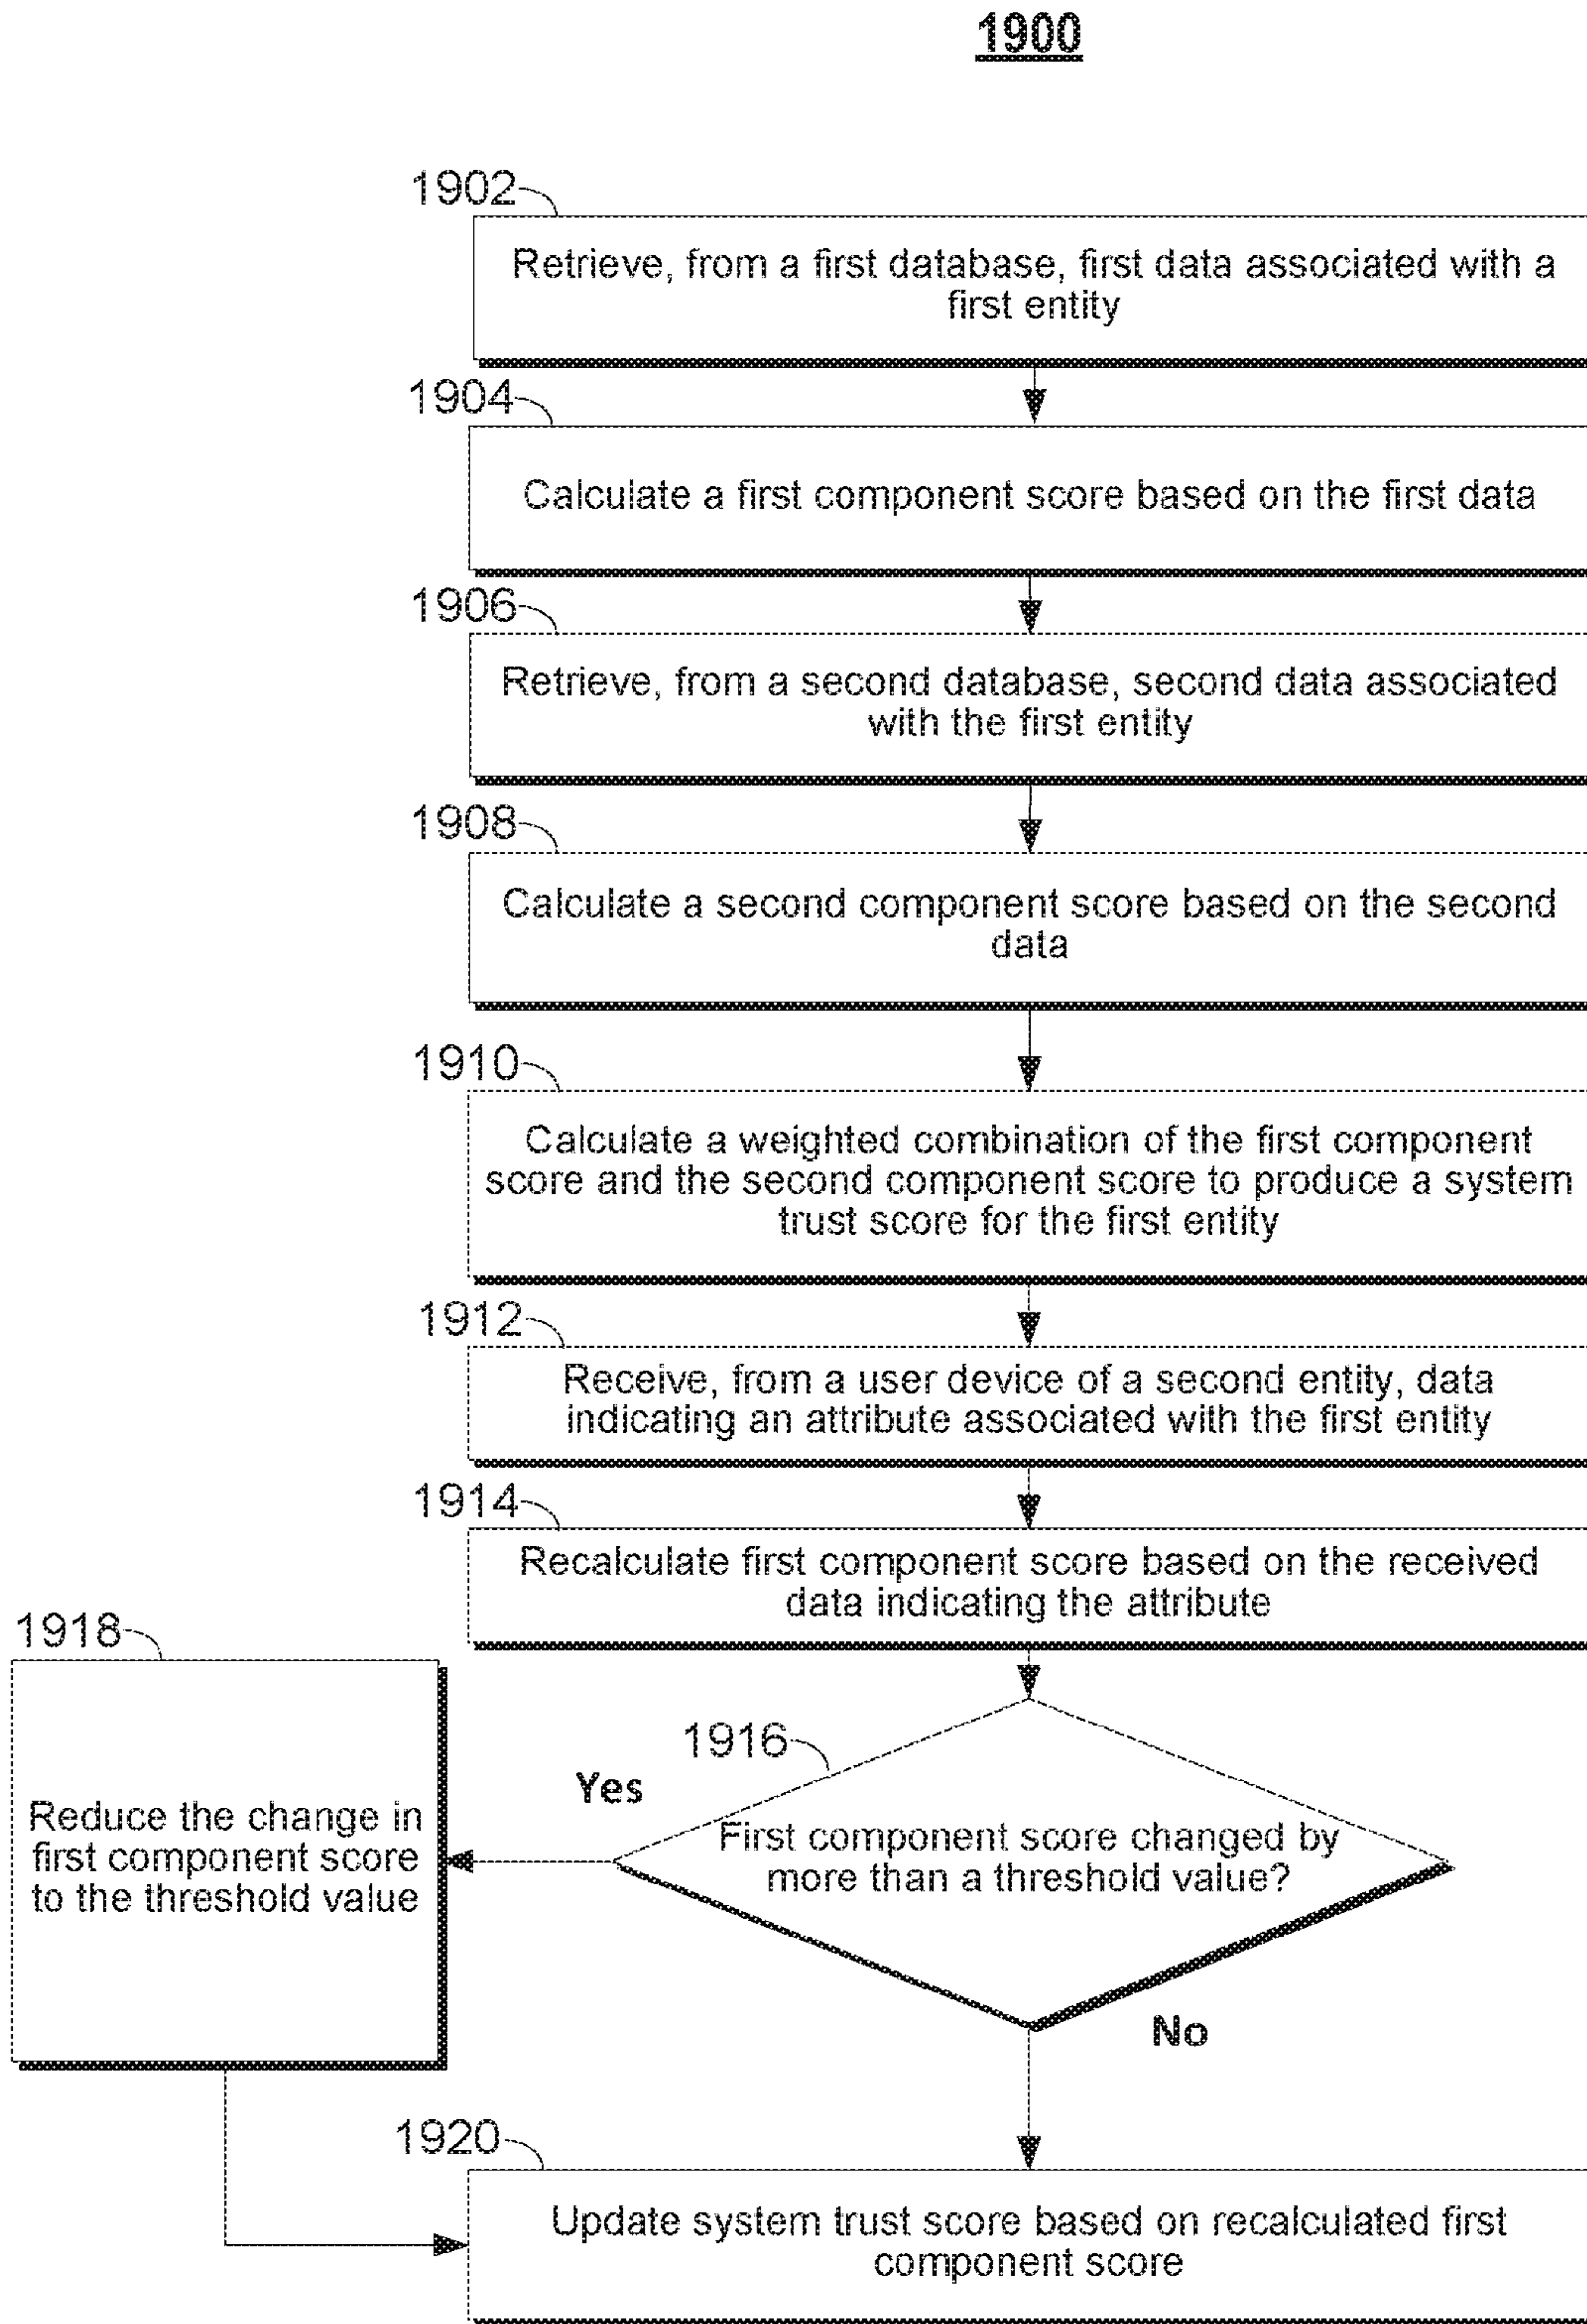 1900
1902
Retrieve, from a first database, first data associated with a
first entity
1904
Calculate a first component score based on the first data
1906
Retrieve, from a second database, second data associated
with the first entity
1908
Calculate a second component score based on the second
data
1910
Calculate a weighted combination of the first component
score and the second component score to produce a system
trust score for the first entity
1912
Receive, from a user device of a second entity, data
indicating an attribute associated with the first entity
1914
Recalculate first component score based on the received
data indicating the attribute
1916
First component score changed by
more than a threshold value?
Yes
1918
Reduce the change in
first component score
to the threshold value
No
1920
Update system trust score based on recalculated first
component score